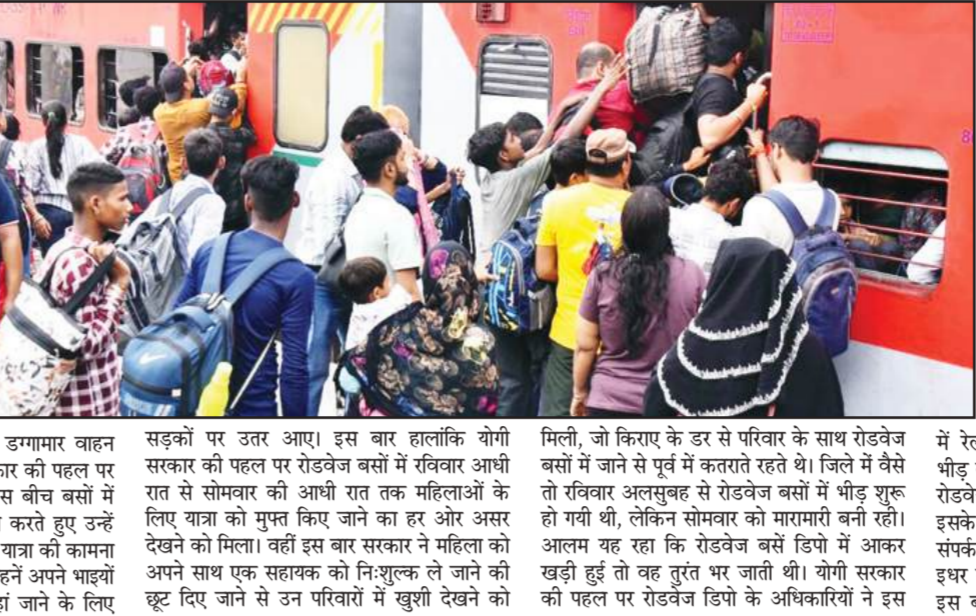 डग्गामार वाहन
कार की पहल पर
स बीच बसों में
करते हुए उन्हें
यात्रा की कामना
हनें अपने भाइयों
हां जाने के लिए
सड़कों पर उतर आए। इस बार हालांकि योगी
सरकार की पहल पर रोडवेज बसों में रविवार आधी
रात से सोमवार की आधी रात तक महिलाओं के
लिए यात्रा को मुफ्त किए जाने का हर ओर असर
देखने को मिला। वहीं इस बार सरकार ने महिला को
अपने साथ एक सहायक को निःशुल्क ले जाने की
छूट दिए जाने से उन परिवारों में खुशी देखने को
मिली, जो किराए के डर से परिवार के साथ रोडवेज
बसों में जाने से पूर्व में कतराते रहते थे। जिले में वैसे
तो रविवार अलसुबह से रोडवेज बसों में भीड़ शुरू
हो गयी थी, लेकिन सोमवार को मारामारी बनी रही।
आलम यह रहा कि रोडवेज बसें डिपो में आकर
खड़ी हुई तो वह तुरंत भर जाती थी। योगी सरकार
की पहल पर रोडवेज डिपो के अधिकारियों ने इस
में रे
भीड़
रोडवे
इसके
संपर्क
इधर
इस